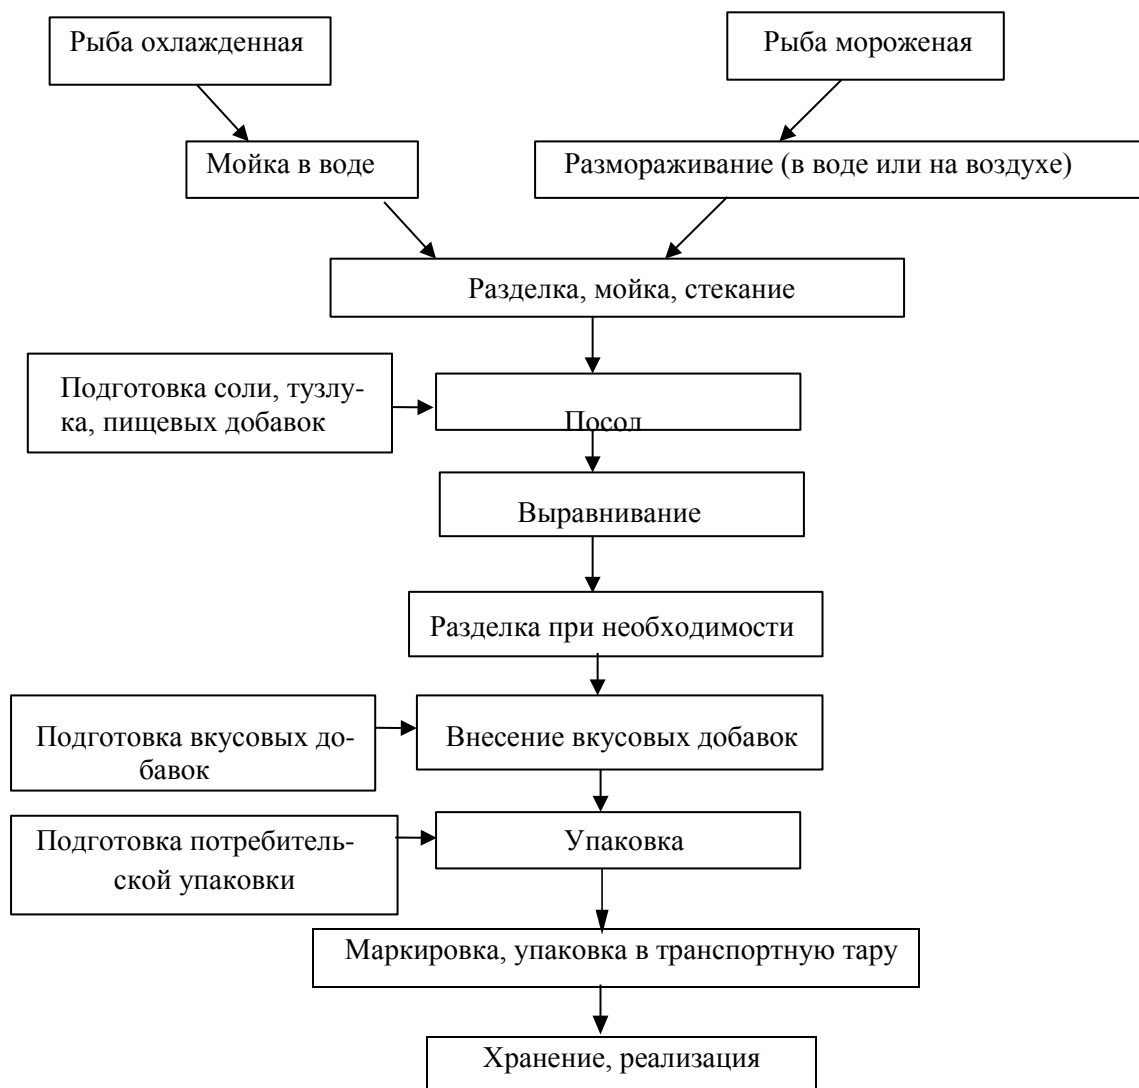 Рыба охлажденная
Рыба мороженая
Мойка в воде
Размораживание (в воде или на воздухе)
Разделка, мойка, стекание
Подготовка соли, тузлу-
ка, пищевых добавок
Посол
Выравнивание
Разделка при необходимости
Подготовка вкусовых до-
бавок
Внесение вкусовых добавок
Подготовка потребитель-
ской упаковки
Упаковка
Маркировка, упаковка в транспортную тару
Хранение, реализация